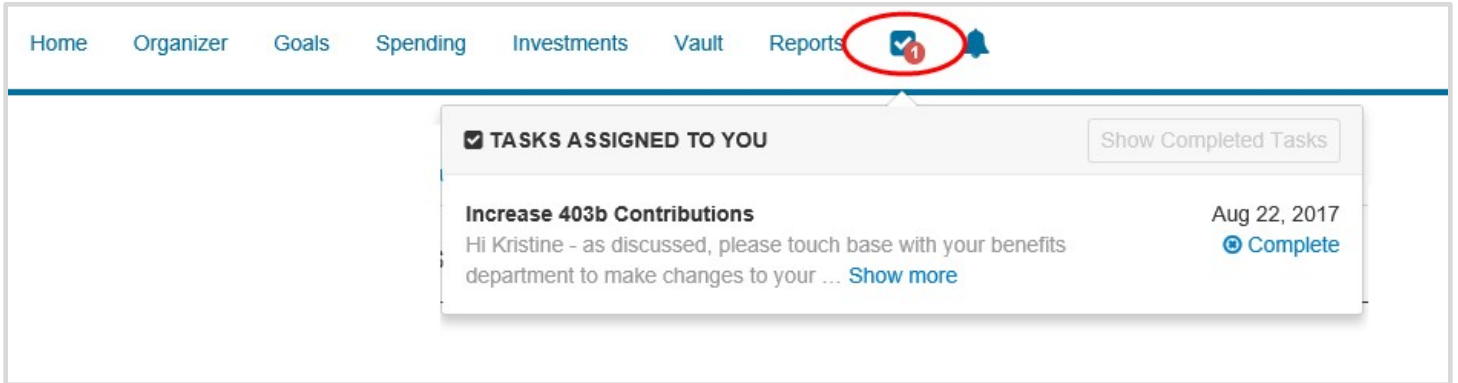 Home Organizer Goals Spending Investments Vault Reports 1
TASKS ASSIGNED TO YOU Show Completed Tasks
Increase 403b Contributions Aug 22, 2017
Hi Kristine - as discussed, please touch base with your benefits Complete
department to make changes to your ... Show more